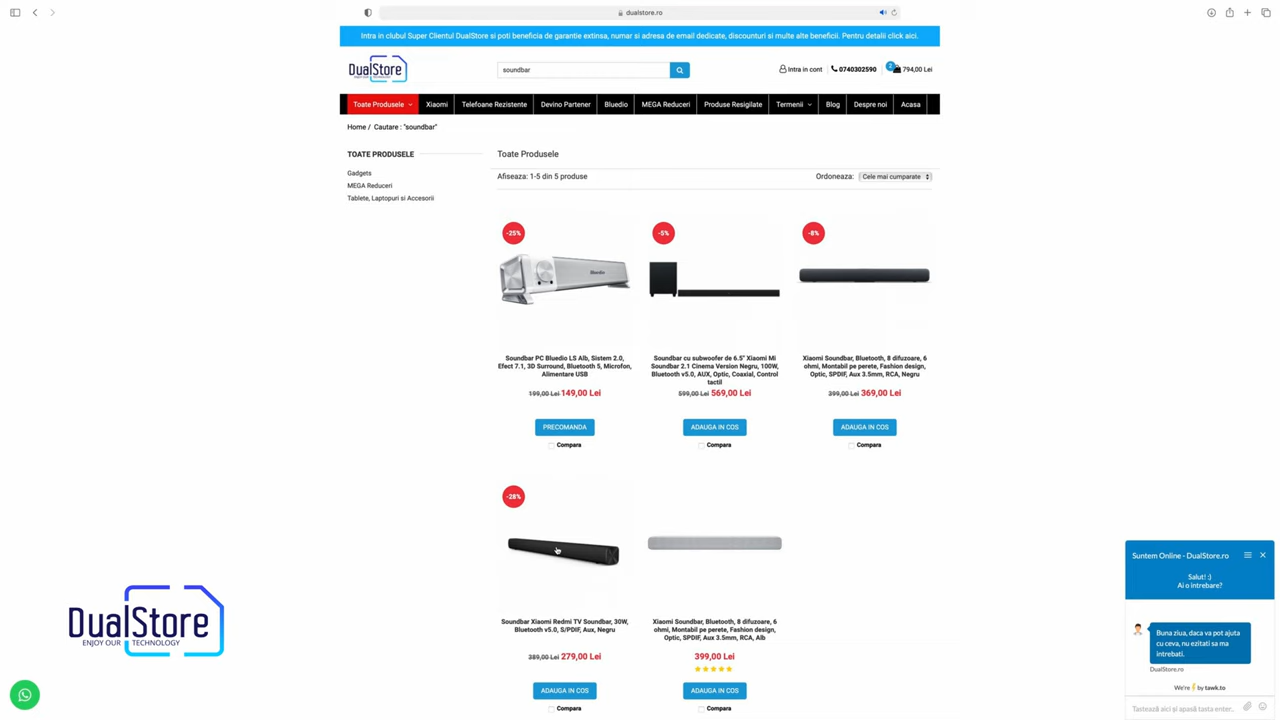 dualstore.ro
Intra in clubul Super Clientul DualStore si poti beneficia de garantie extinsa, numar si adresa de email dedicate, discounturi si multe alte beneficii. Pentru detalii click aici.
DualStore
ENJOY OUR TECHNOLOGY
soundbar
Intra in cont
0740302590
2
794,00 Lei
Toate Produsele
Xiaomi
Telefoane Rezistente
Devino Partener
Bluedio
MEGA Reduceri
Produse Resigilate
Termenii
Blog
Despre noi
Acasa
Home / Cautare : "soundbar"
TOATE PRODUSELE
Gadgets
MEGA Reduceri
Tablete, Laptopuri si Accesorii
Toate Produsele
Afiseaza: 1-5 din 5 produse
Ordoneaza:
Cele mai cumparate
-25%
Bluedio
Soundbar PC Bluedio LS Alb, Sistem 2.0,
Efect 7.1, 3D Surround, Bluetooth 5, Microfon,
Alimentare USB
199,00 Lei 149,00 Lei
PRECOMANDA
Compara
-5%
Soundbar cu subwoofer de 6.5" Xiaomi Mi
Soundbar 2.1 Cinema Version Negru, 100W,
Bluetooth v5.0, AUX, Optic, Coaxial, Control
tactil
599,00 Lei 569,00 Lei
ADAUGA IN COS
Compara
-8%
Xiaomi Soundbar, Bluetooth, 8 difuzoare, 6
ohmi, Montabil pe perete, Fashion design,
Optic, SPDIF, Aux 3.5mm, RCA, Negru
399,00 Lei 369,00 Lei
ADAUGA IN COS
Compara
-28%
Soundbar Xiaomi Redmi TV Soundbar, 30W,
Bluetooth v5.0, S/PDIF, Aux, Negru
389,00 Lei 279,00 Lei
ADAUGA IN COS
Compara
Xiaomi Soundbar, Bluetooth, 8 difuzoare, 6
ohmi, Montabil pe perete, Fashion design,
Optic, SPDIF, Aux 3.5mm, RCA, Alb
399,00 Lei
ADAUGA IN COS
Compara
DualStore
ENJOY OUR TECHNOLOGY
Suntem Online - DualStore.ro
Salut! :)
Ai o intrebare?
Buna ziua, daca va pot ajuta
cu ceva, nu ezitati sa ma
intrebati.
DualStore.ro
We're by tawk.to
Tastează aici și apasă tasta enter..